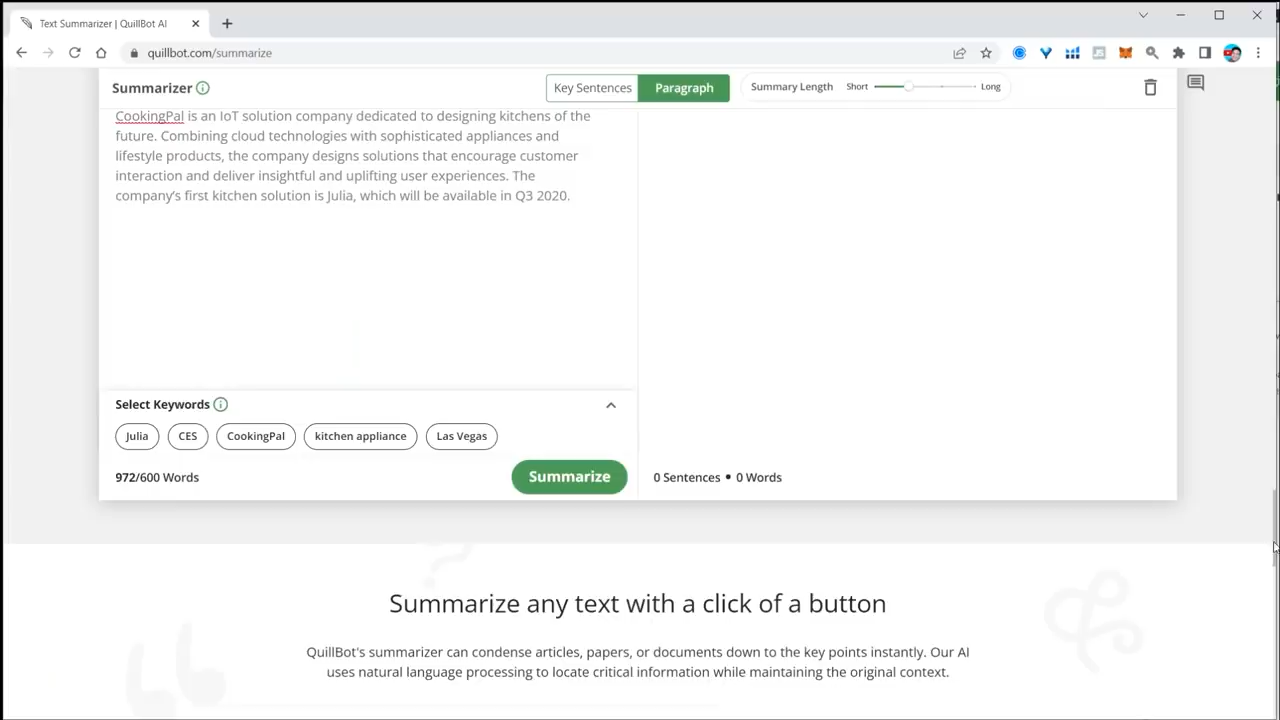 Text Summarizer | QuillBot AI
quillbot.com/summarize
Summarizer
Key Sentences
Paragraph
Summary Length
Short
Long
CookingPal is an IoT solution company dedicated to designing kitchens of the
future. Combining cloud technologies with sophisticated appliances and
lifestyle products, the company designs solutions that encourage customer
interaction and deliver insightful and uplifting user experiences. The
company's first kitchen solution is Julia, which will be available in Q3 2020.
Select Keywords
Julia
CES
CookingPal
kitchen appliance
Las Vegas
972/600 Words
Summarize
0 Sentences • 0 Words
Summarize any text with a click of a button
QuillBot's summarizer can condense articles, papers, or documents down to the key points instantly. Our AI
uses natural language processing to locate critical information while maintaining the original context.